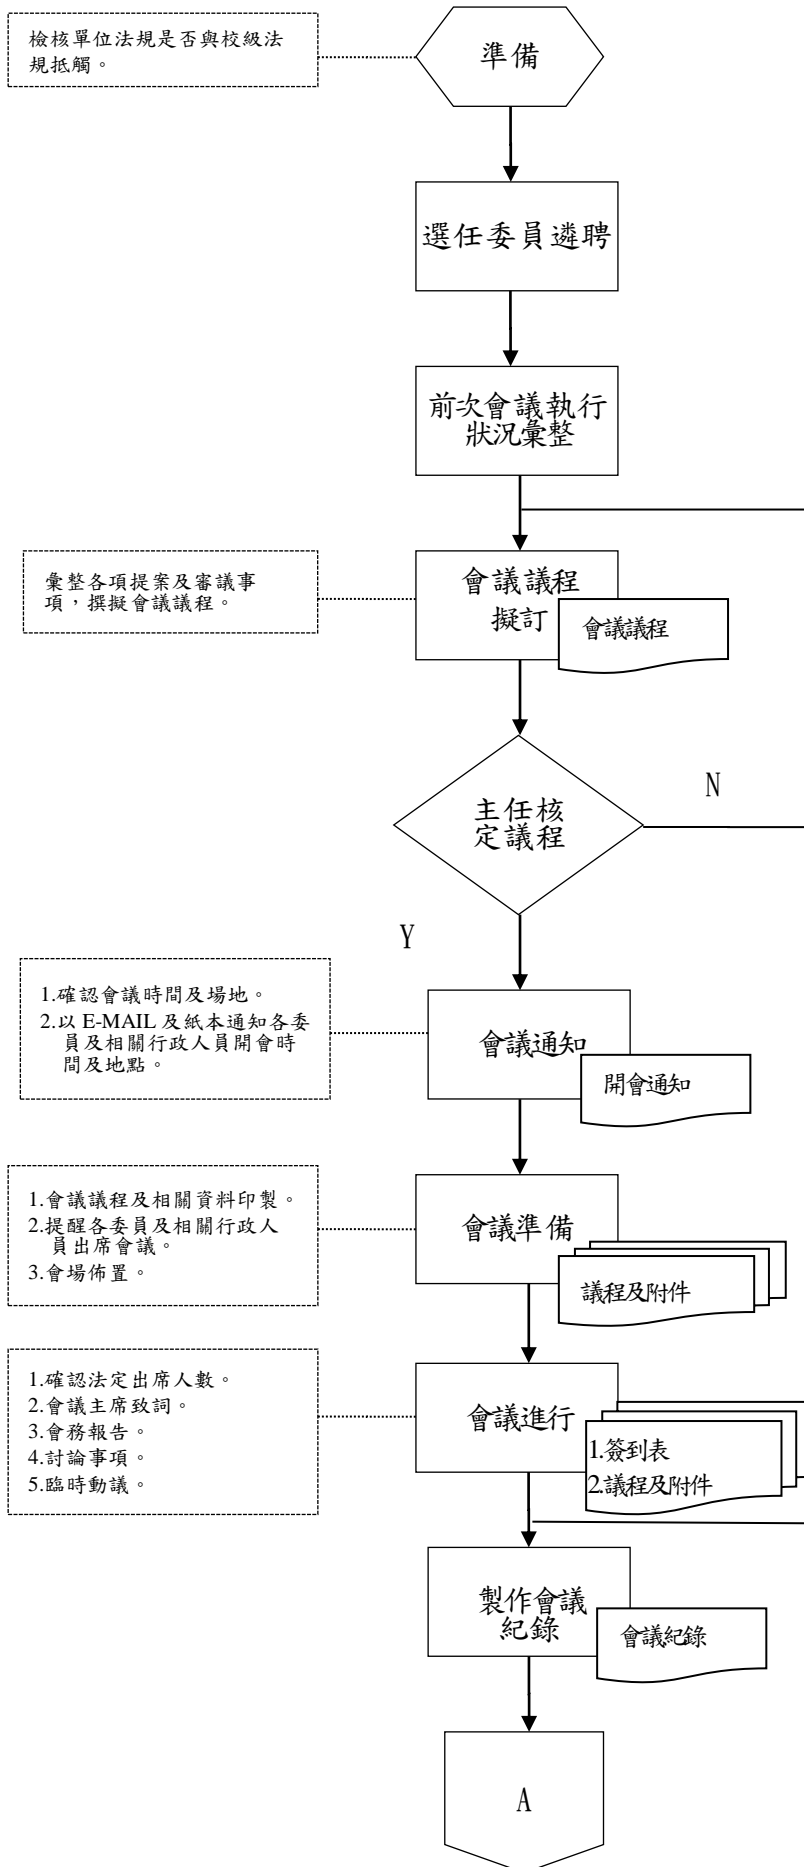 檢核單位法規是否與校級法
規抵觸。
準備
選任委員遴聘
前次會議執行
狀況彙整
彙整各項提案及審議事
項，撰擬會議議程。
會議議程
擬訂
會議議程
主任核
定議程
N
Y
1.確認會議時間及場地。
2.以 E-MAIL 及紙本通知各委
員及相關行政人員開會時
間及地點。
會議通知
開會通知
1.會議議程及相關資料印製。
2.提醒各委員及相關行政人
員出席會議。
3.會場佈置。
會議準備
議程及附件
1.確認法定出席人數。
2.會議主席致詞。
3.會務報告。
4.討論事項。
5.臨時動議。
會議進行
1.簽到表
2.議程及附件
製作會議
紀錄
會議紀錄
A